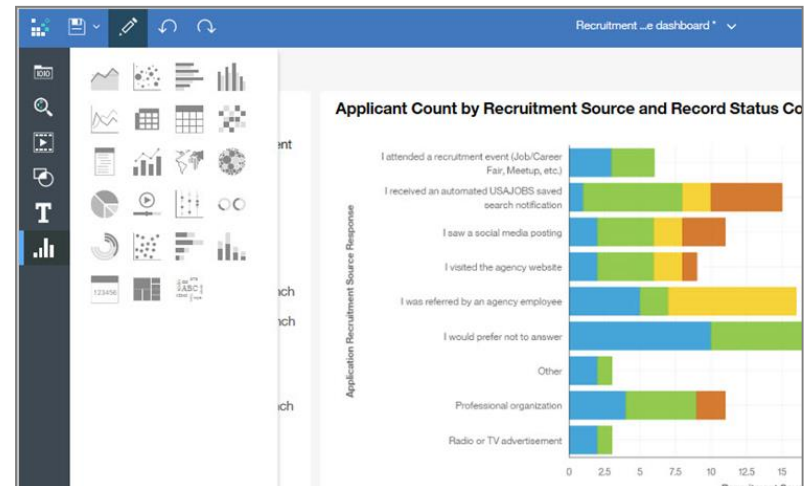 Recruitment ...e dashboard *
1010
T
ent
123456
ABC
nch
nch
nch
Applicant Count by Recruitment Source and Record Status Co
Application Recruitment Source Response
I attended a recruitment event (Job/Career
Fair, Meetup, etc.)
I received an automated USAJOBS saved
search notification
I saw a social media posting
I visited the agency website
I was referred by an agency employee
I would prefer not to answer
Other
Professional organization
Radio or TV advertisement
0 2.5 5 7.5 10 12.5 15